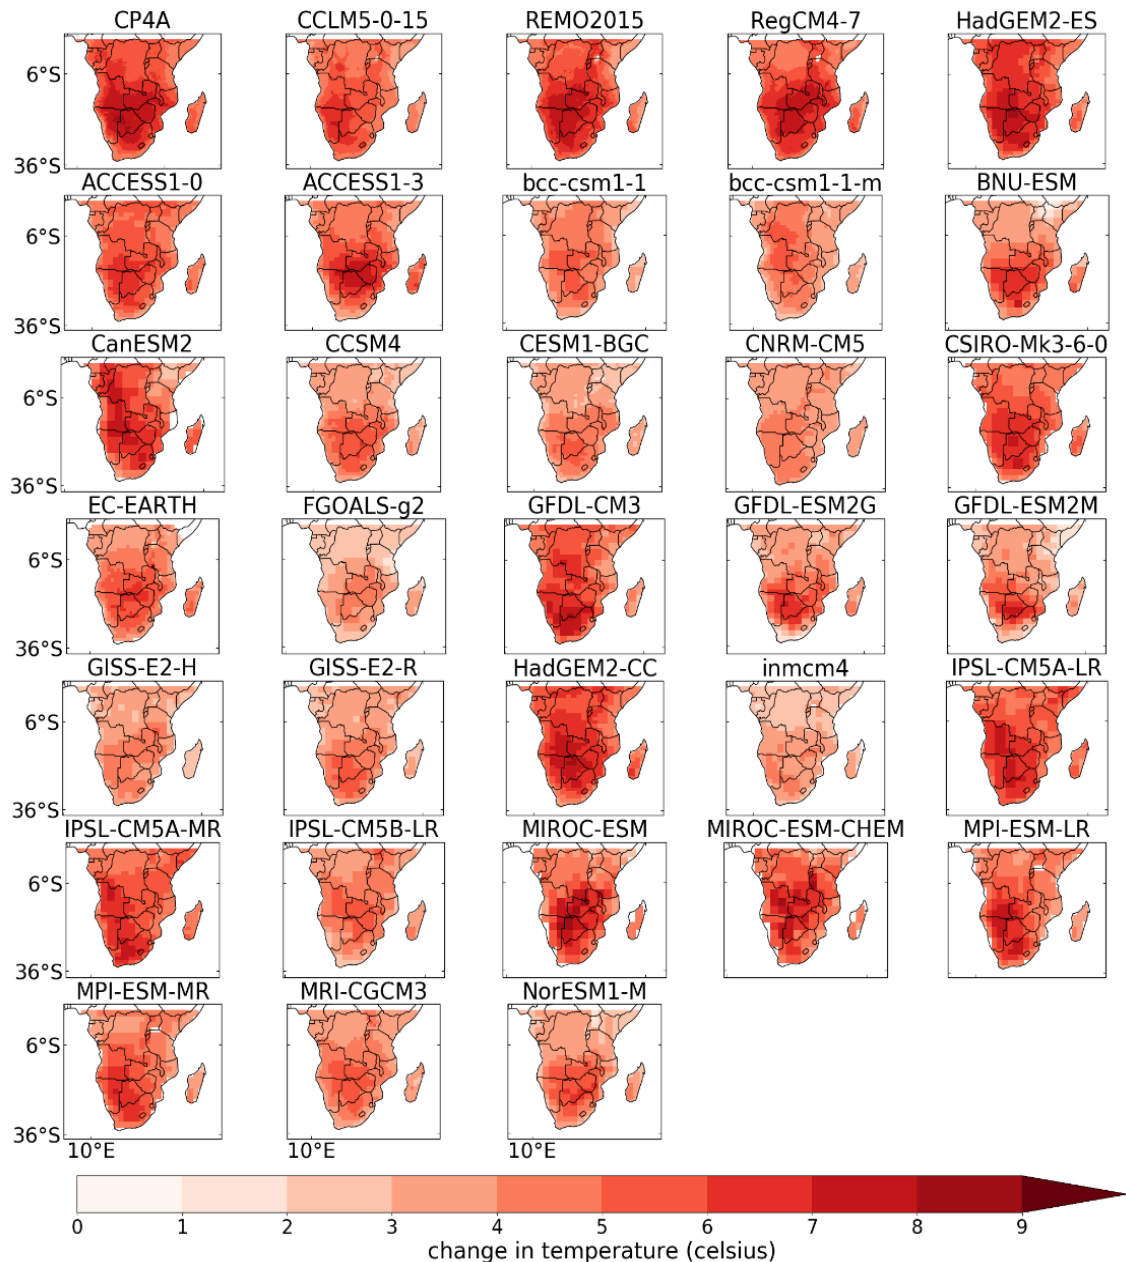 CP4A CCLM5-0-15 REMO2015 RegCM4-7 HadGEM2-ES
6°S
36°S
ACCESS1-0 ACCESS1-3 bcc-csm1-1 bcc-csm1-1-m BNU-ESM
6°S
36°S
CanESM2 CCSM4 CESM1-BGC CNRM-CM5 CSIRO-Mk3-6-0
6°S
36°S
EC-EARTH FGOALS-g2 GFDL-CM3 GFDL-ESM2G GFDL-ESM2M
6°S
36°S
GISS-E2-H GISS-E2-R HadGEM2-CC inmcm4 IPSL-CM5A-LR
6°S
36°S
IPSL-CM5A-MR IPSL-CM5B-LR MIROC-ESM MIROC-ESM-CHEM MPI-ESM-LR
6°S
36°S
MPI-ESM-MR MRI-CGCM3 NorESM1-M
6°S
36°S
10°E 10°E 10°E
0 1 2 3 4 5 6 7 8 9
change in temperature (celsius)